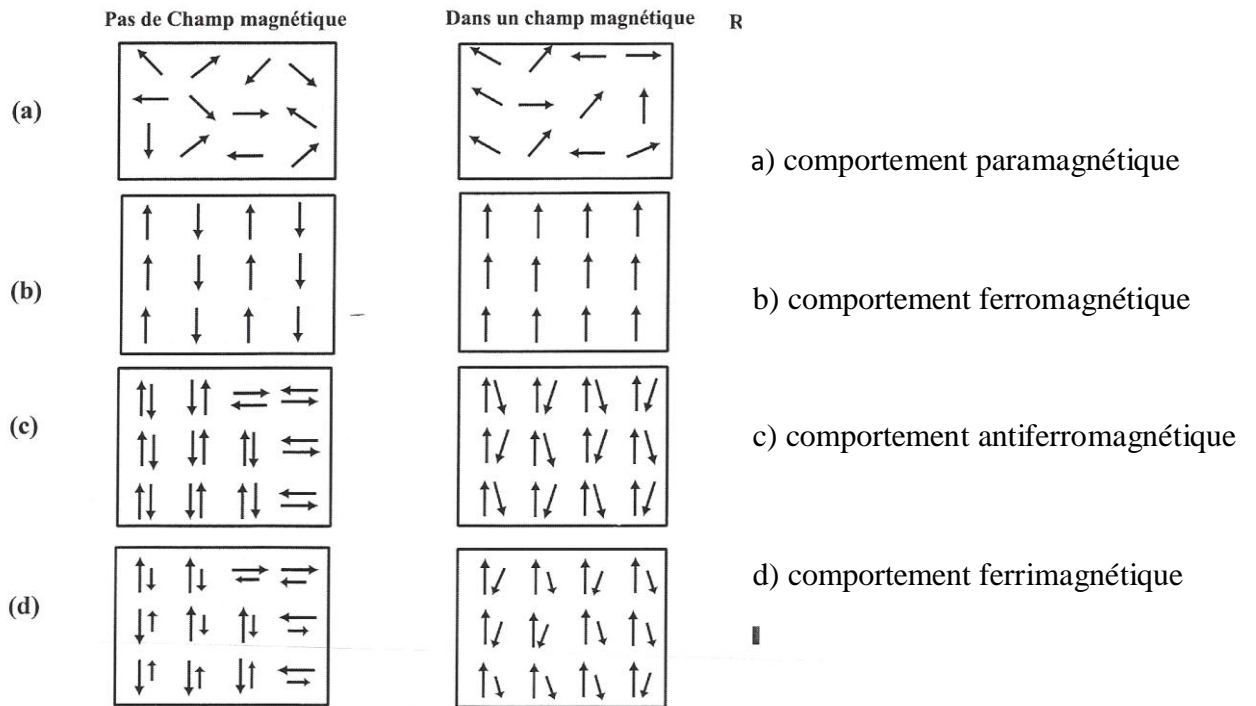 Pas de Champ magnétique
Dans un champ magnétique
R
(a)
a) comportement paramagnétique
(b)
b) comportement ferromagnétique
(c)
c) comportement antiferromagnétique
(d)
d) comportement ferrimagnétique